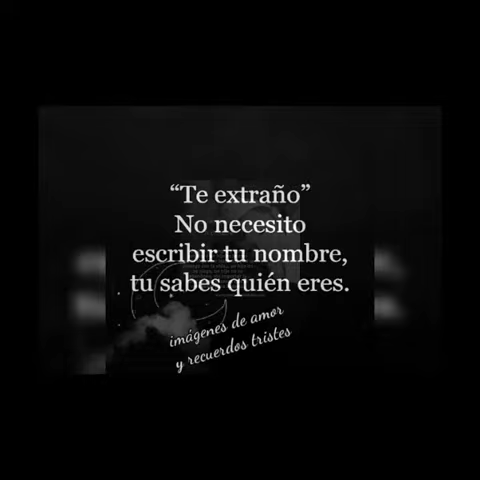 “Te extraño”
No necesito
escribir tu nombre,
tu sabes quién eres.
imágenes de amor
y recuerdos tristes